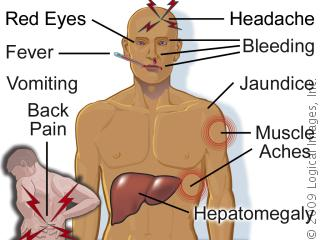 Red Eyes
Headache
Fever
Bleeding
Vomiting
Jaundice
Back
Pain
Muscle
Aches
Hepatomegaly
© 2009 Logical Images, Inc.